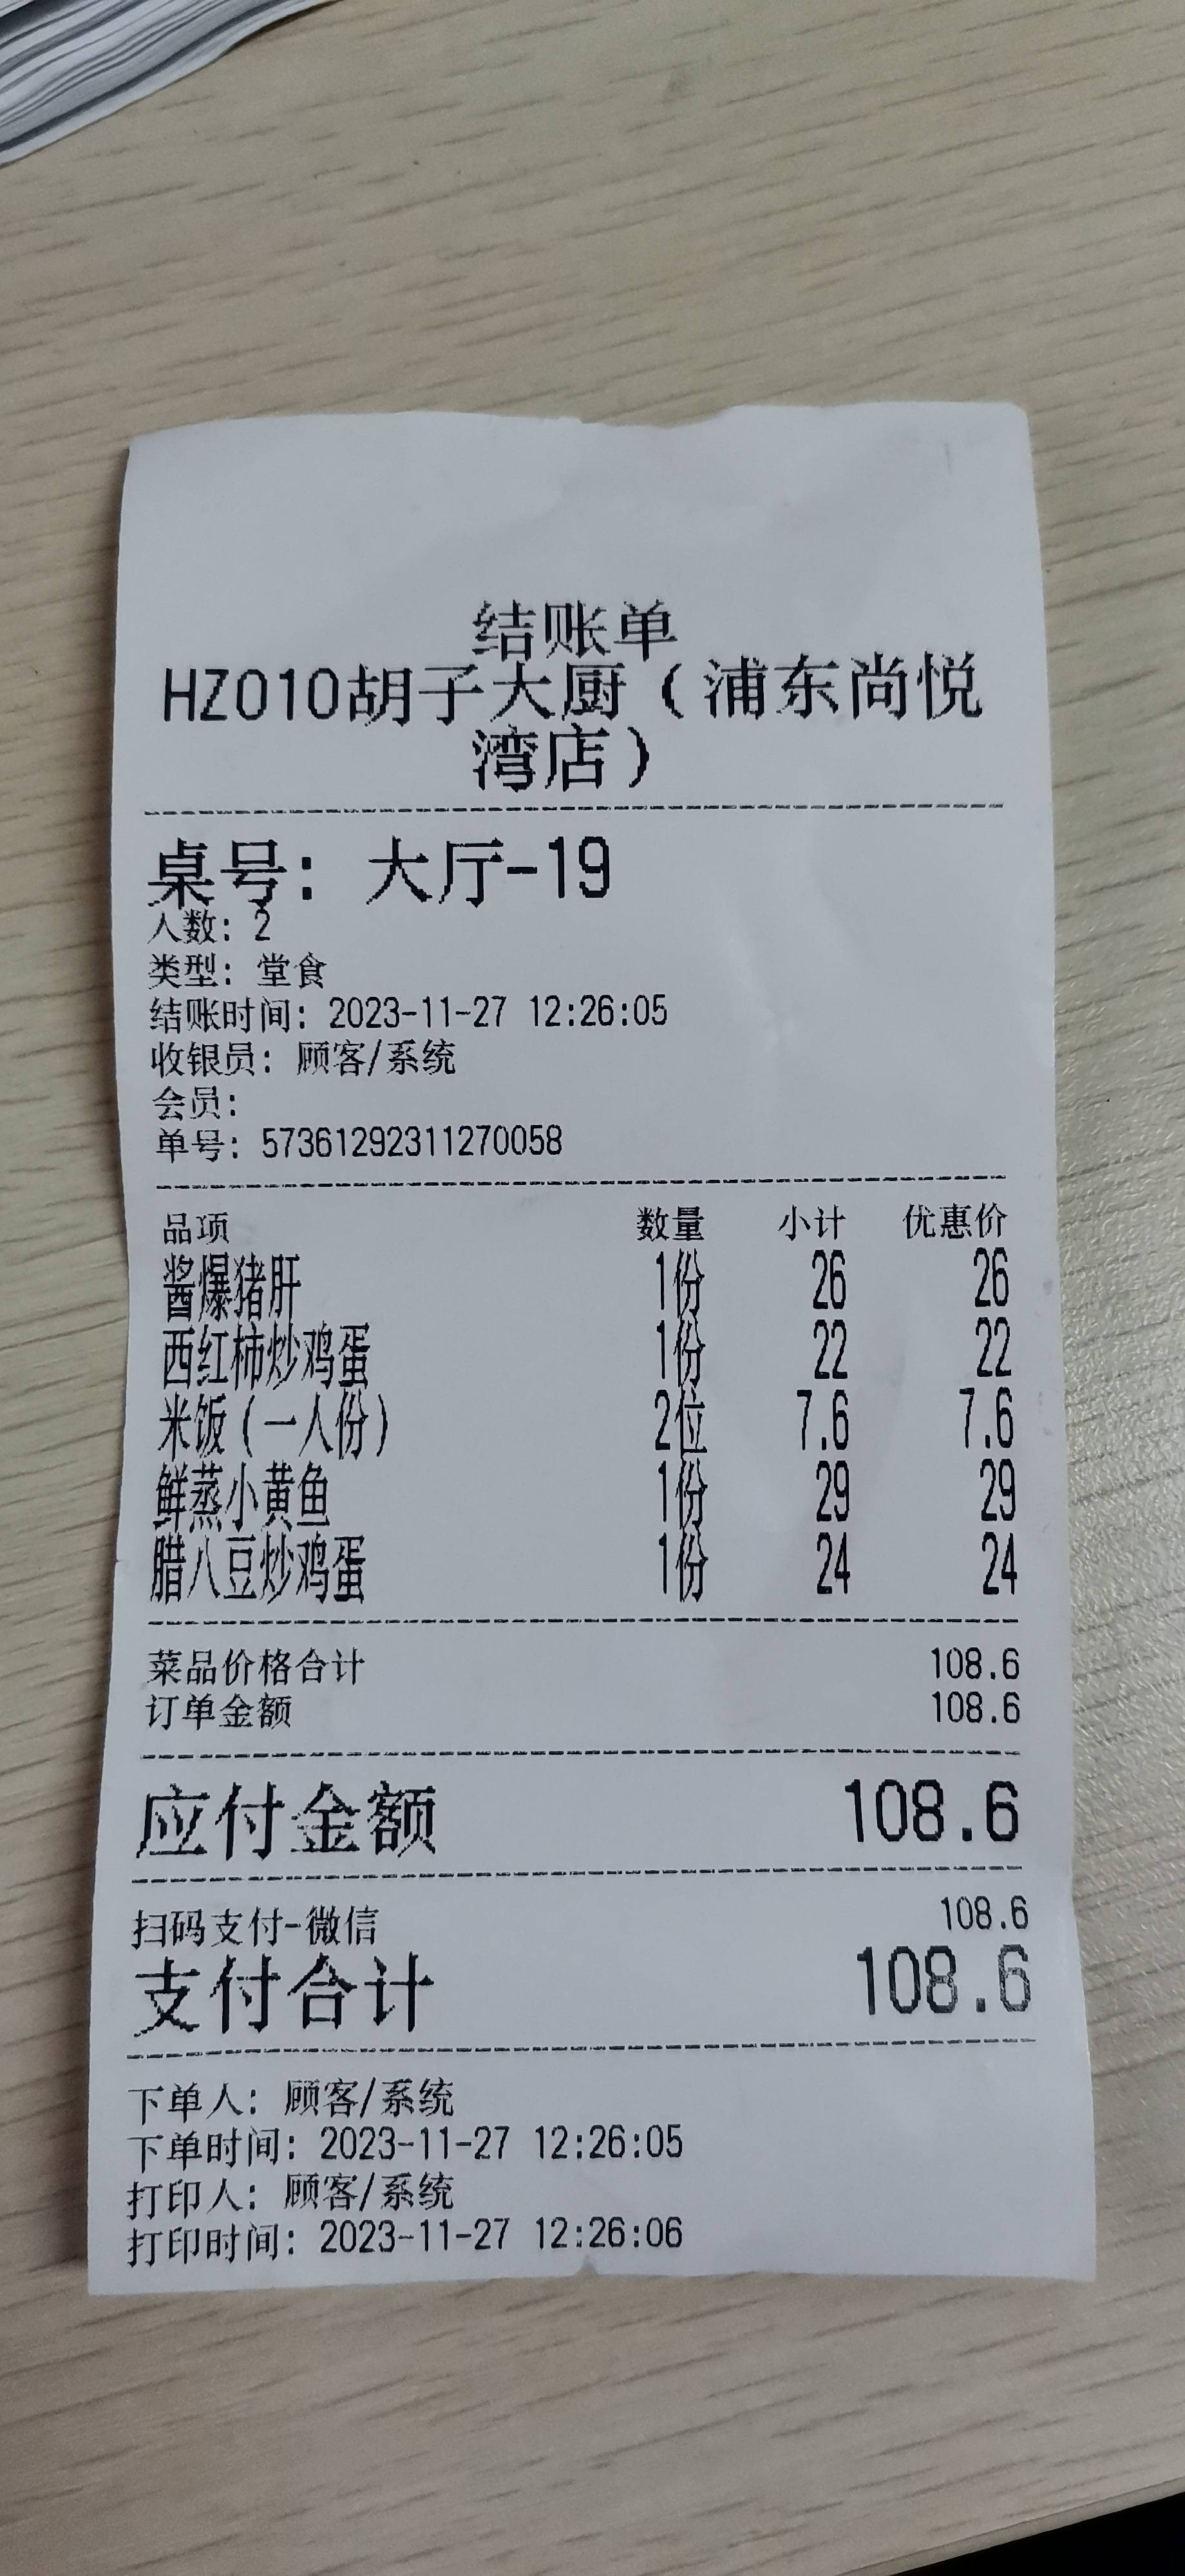 结账单
HZ010胡子大厨(浦东尚悦
湾店)
桌号: 大厅-19
人数: 2
类型: 堂食
结账时间: 2023-11-27 12:26:05
收银员: 顾客/系统
会员:
单号: 57361292311270058
品项 数量 小计 优惠价
酱爆猪肝 1份 26 26
西红柿炒鸡蛋 1份 22 22
米饭(一人份) 2位 7.6 7.6
鲜蒸小黄鱼 1份 29 29
腊八豆炒鸡蛋 1份 24 24
菜品价格合计 108.6
订单金额 108.6
应付金额 108.6
扫码支付-微信 108.6
支付合计 108.6
下单人: 顾客/系统
下单时间: 2023-11-27 12:26:05
打印人: 顾客/系统
打印时间: 2023-11-27 12:26:06